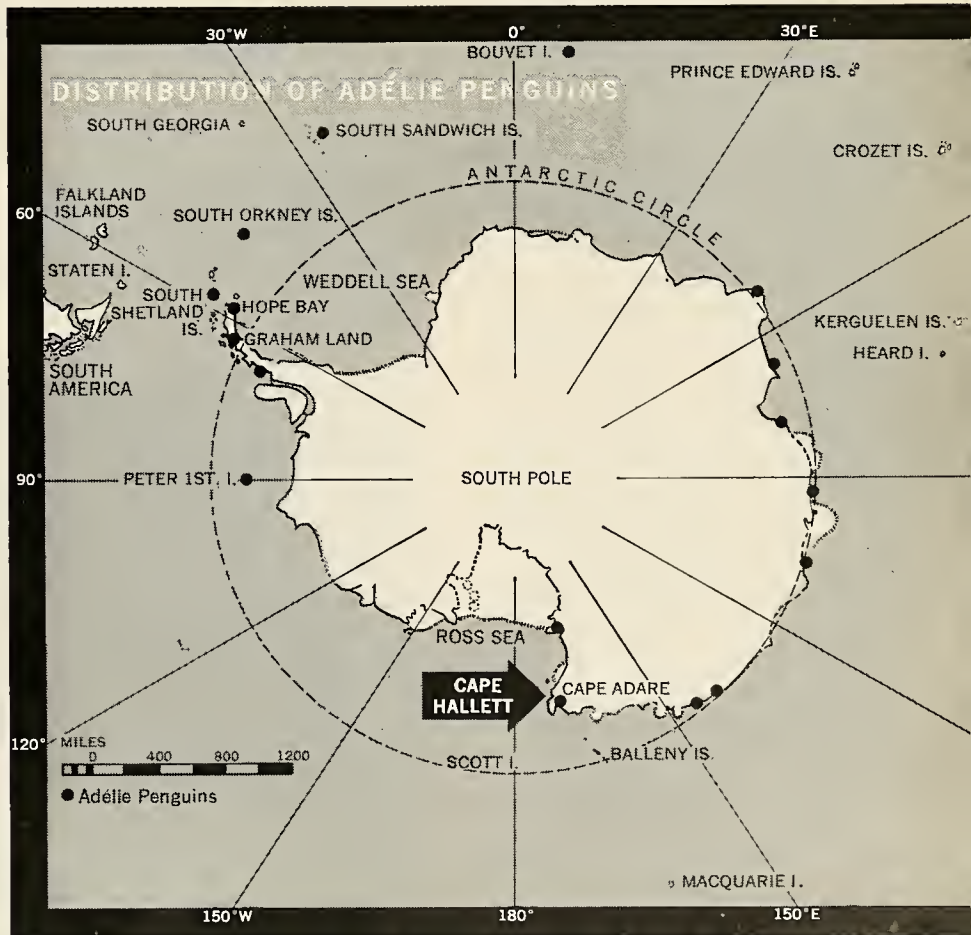 30°W
0°
30°E
BOUVET I.
PRINCE EDWARD IS.
DISTRIBUTION OF ADÉLIE PENGUINS
SOUTH GEORGIA
SOUTH SANDWICH IS.
CROZET IS.
ANTARCTIC CIRCLE
FALKLAND
ISLANDS
60°
SOUTH ORKNEY IS.
STATEN I.
WEDDELL SEA
SOUTH
SHETLAND
IS.
HOPE BAY
GRAHAM LAND
KERGUELEN IS.
HEARD I.
SOUTH
AMERICA
90°
PETER 1ST. I.
SOUTH POLE
ROSS SEA
CAPE
HALLETT
CAPE ADARE
120°
MILES
0 400 800 1200
SCOTT I.
BALLENY IS.
Adélie Penguins
MACQUARIE I.
150°W
180°
150°E